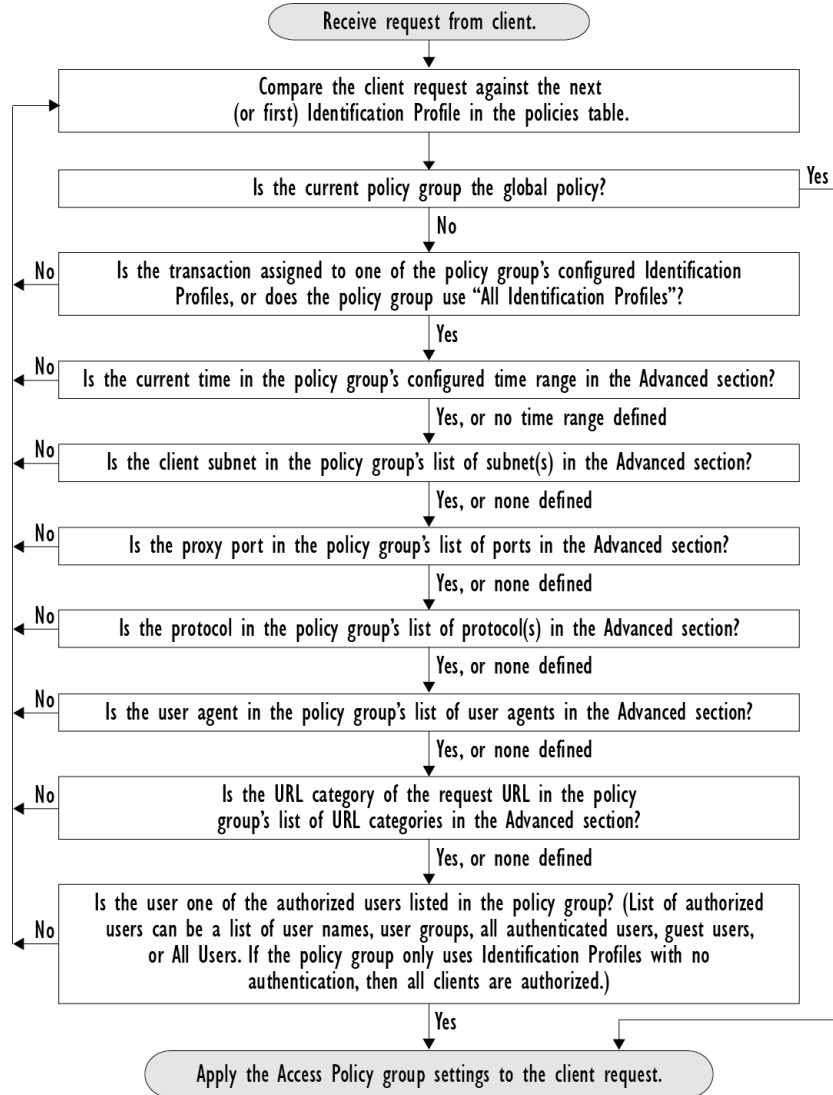 Receive request from client.
Compare the client request against the next
(or first) Identification Profile in the policies table.
Is the current policy group the global policy?
Yes
No
Is the transaction assigned to one of the policy group's configured Identification
Profiles, or does the policy group use “All Identification Profiles”?
No
Yes
Is the current time in the policy group's configured time range in the Advanced section?
No
Yes, or no time range defined
Is the client subnet in the policy group's list of subnet(s) in the Advanced section?
No
Yes, or none defined
Is the proxy port in the policy group's list of ports in the Advanced section?
No
Yes, or none defined
Is the protocol in the policy group's list of protocol(s) in the Advanced section?
No
Yes, or none defined
Is the user agent in the policy group's list of user agents in the Advanced section?
No
Yes, or none defined
Is the URL category of the request URL in the policy
group's list of URL categories in the Advanced section?
No
Yes, or none defined
Is the user one of the authorized users listed in the policy group? (List of authorized
users can be a list of user names, user groups, all authenticated users, guest users,
or All Users. If the policy group only uses Identification Profiles with no
authentication, then all clients are authorized.)
No
Yes
Apply the Access Policy group settings to the client request.